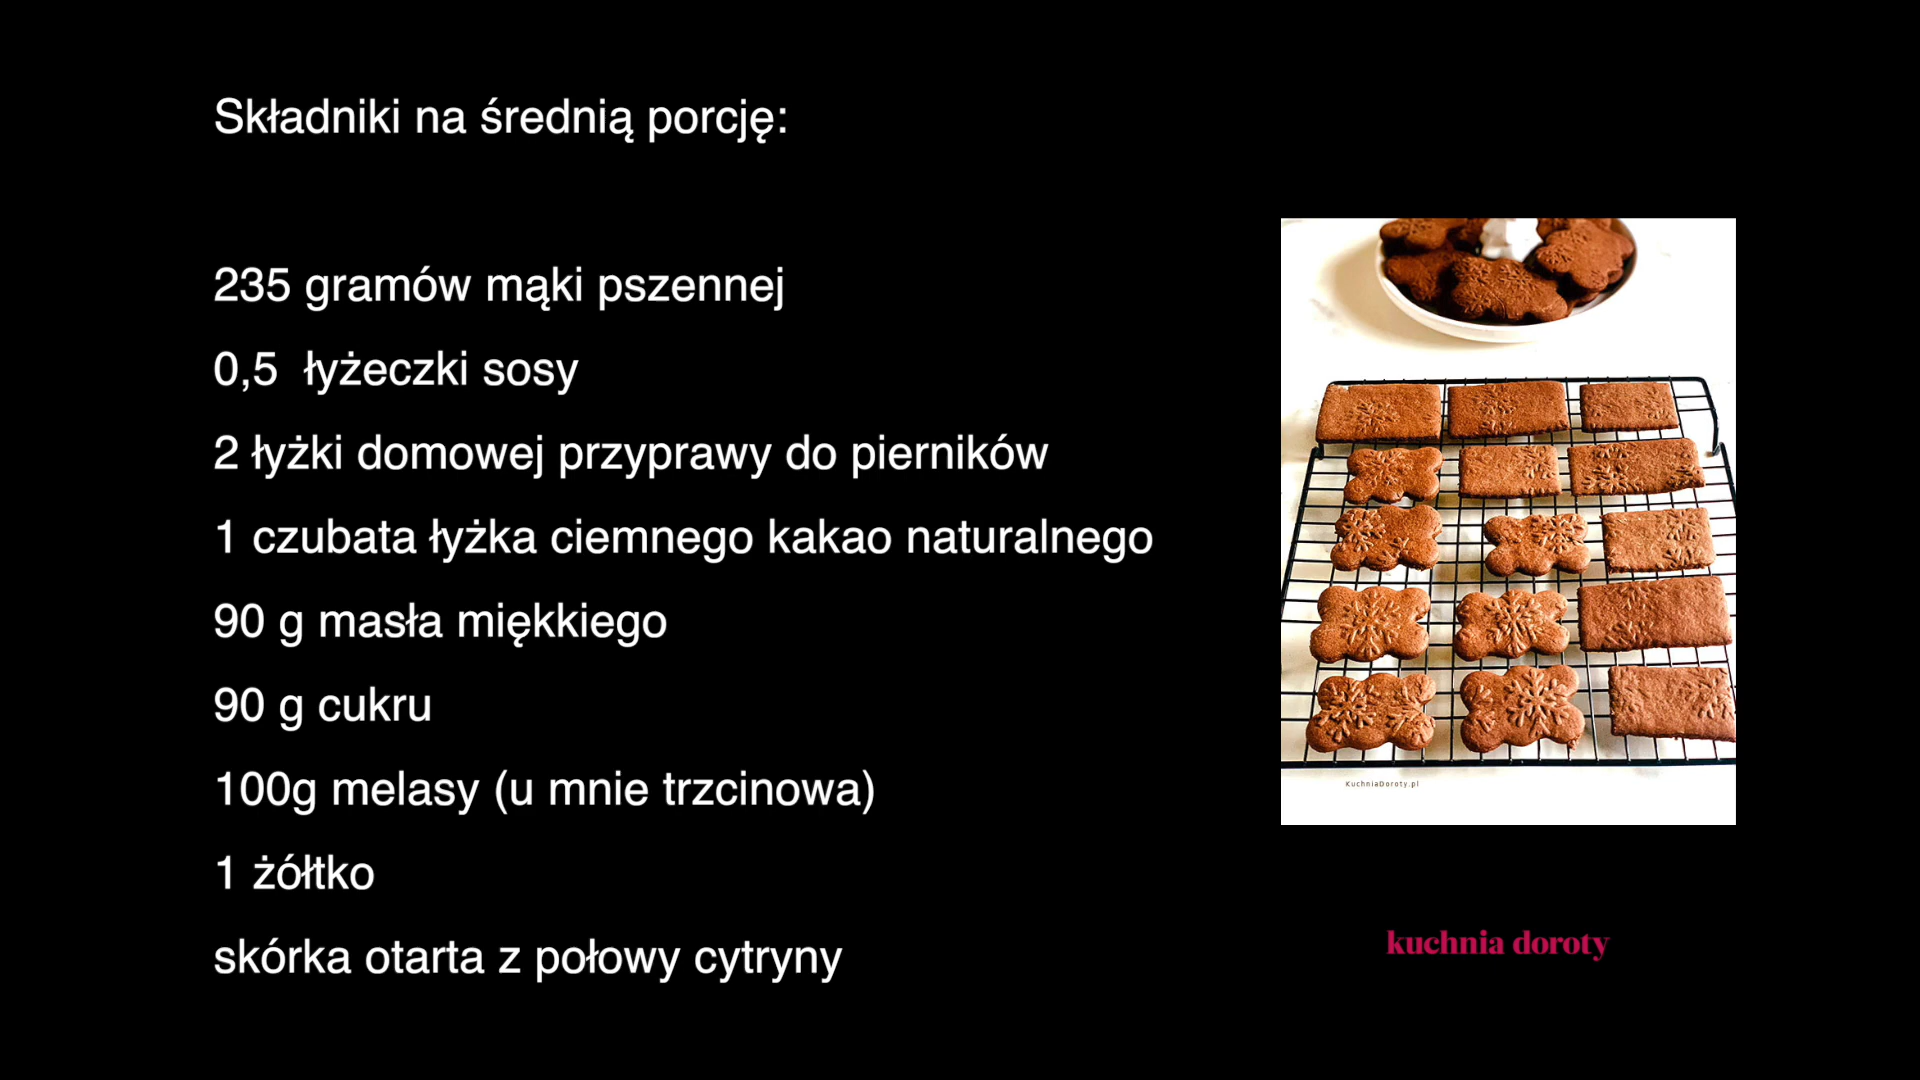 Składniki na średnią porcję:
235 gramów mąki pszennej
0,5 łyżeczki sosy
2 łyżki domowej przyprawy do pierników
1 czubata łyżka ciemnego kakao naturalnego
90 g masła miękkiego
90 g cukru
100g melasy (u mnie trzcinowa)
1 żółtko
skórka otarta z połowy cytryny
KuchniaDoroty.pl
kuchnia doroty